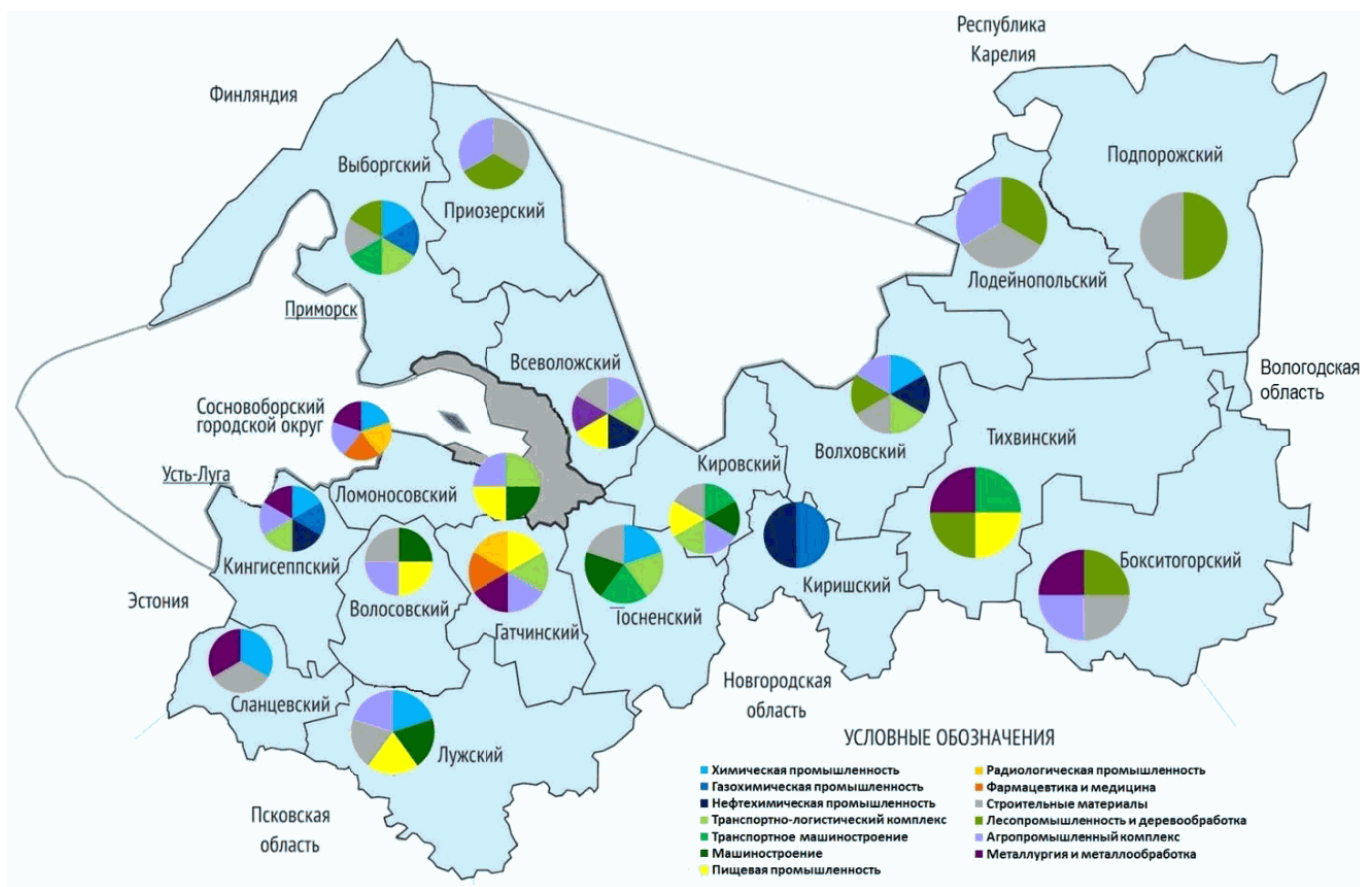 Республика
Карелия
Финляндия
Выборгский
Подпорожский
Приозерский
Лодейнопольский
Приморск
Всеволожский
Вологодская
область
Сосновоборский
городской округ
Тихвинский
Волховский
Кировский
Усть-Луга
Ломоносовский
Бокситогорский
Кингисеппский
Киришский
Эстония
Волосовский
Тосненский
Гатчинский
Новгородская
область
Сланцевский
Лужский
Псковская
область
УСЛОВНЫЕ ОБОЗНАЧЕНИЯ
Химическая промышленность
Газохимическая промышленность
Нефтехимическая промышленность
Транспортно-логистический комплекс
Транспортное машиностроение
Машиностроение
Пищевая промышленность
Радиологическая промышленность
Фармацевтика и медицина
Строительные материалы
Лесопромышленность и деревообработка
Агропромышленный комплекс
Металлургия и металлообработка